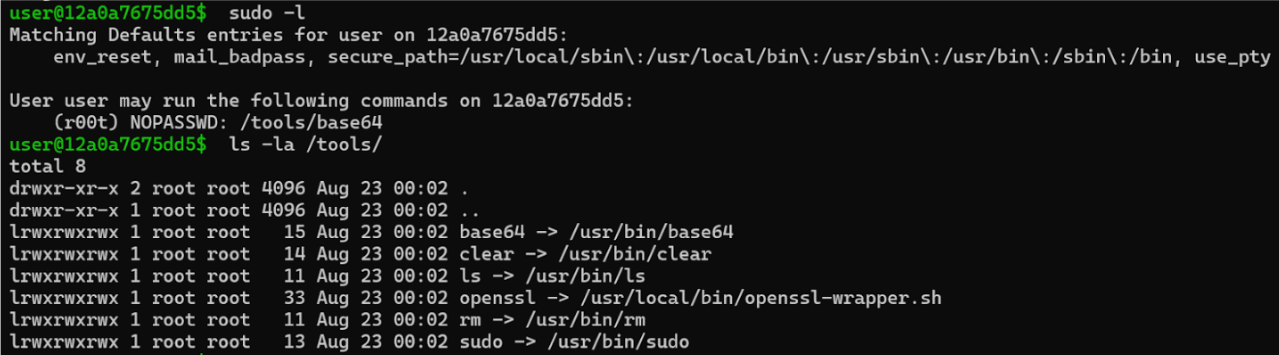 user@12a0a7675dd5$ sudo -l
Matching Defaults entries for user on 12a0a7675dd5:
    env_reset, mail_badpass, secure_path=/usr/local/sbin\:/usr/local/bin\:/usr/sbin\:/usr/bin\:/sbin\:/bin, use_pty

User user may run the following commands on 12a0a7675dd5:
    (r00t) NOPASSWD: /tools/base64
user@12a0a7675dd5$ ls -la /tools/
total 8
drwxr-xr-x 2 root root 4096 Aug 23 00:02 .
drwxr-xr-x 1 root root 4096 Aug 23 00:02 ..
lrwxrwxrwx 1 root root   15 Aug 23 00:02 base64 -> /usr/bin/base64
lrwxrwxrwx 1 root root   14 Aug 23 00:02 clear -> /usr/bin/clear
lrwxrwxrwx 1 root root   11 Aug 23 00:02 ls -> /usr/bin/ls
lrwxrwxrwx 1 root root   33 Aug 23 00:02 openssl -> /usr/local/bin/openssl-wrapper.sh
lrwxrwxrwx 1 root root   11 Aug 23 00:02 rm -> /usr/bin/rm
lrwxrwxrwx 1 root root   13 Aug 23 00:02 sudo -> /usr/bin/sudo